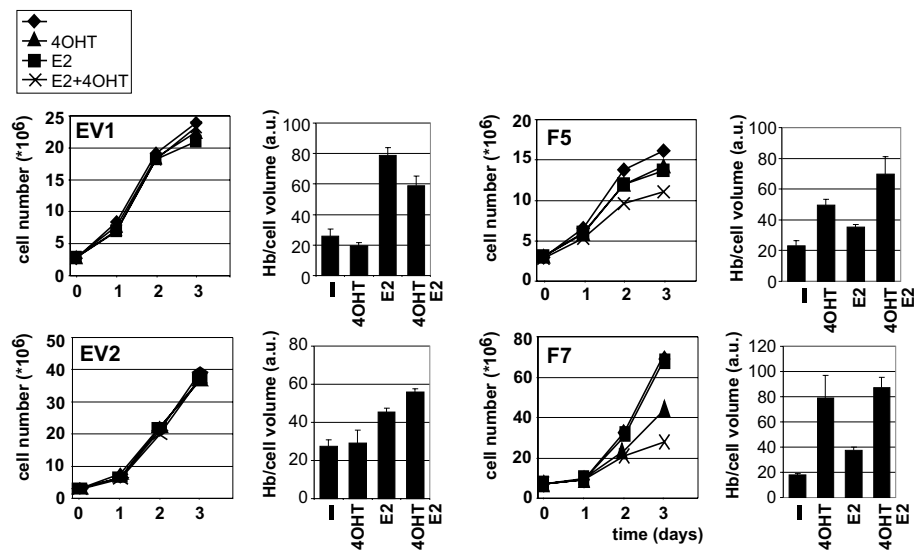 4OHT
E2
E2+4OHT
EV1
cell number (*10⁶)
25
20
15
10
5
0
0 1 2 3
Hb/cell volume (a.u.)
100
80
60
40
20
0
- 4OHT E2 4OHT E2
F5
cell number (*10⁶)
20
15
10
5
0
0 1 2 3
Hb/cell volume (a.u.)
100
80
60
40
20
0
- 4OHT E2 4OHT E2
EV2
cell number (*10⁶)
50
40
30
20
10
0
0 1 2 3
Hb/cell volume (a.u.)
80
60
40
20
0
- 4OHT E2 4OHT E2
F7
cell number (*10⁶)
80
60
40
20
0
0 1 2 3
time (days)
Hb/cell volume (a.u.)
120
100
80
60
40
20
0
- 4OHT E2 4OHT E2